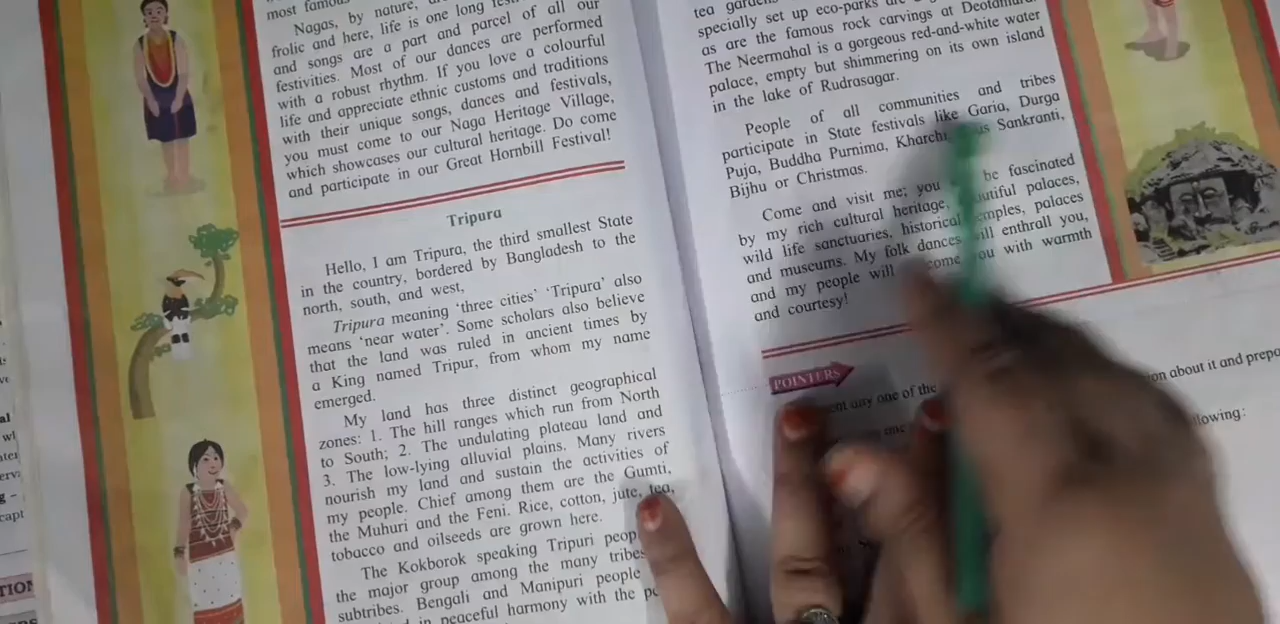 most famous
Nagas, by nature,
frolic and here, life is one long
and songs are a part and parcel of all our
festivities. Most of our dances are performed
with a robust rhythm. If you love a colourful
life and appreciate ethnic customs and traditions
with their unique songs, dances and festivals,
you must come to our Naga Heritage Village,
which showcases our cultural heritage. Do come
and participate in our Great Hornbill Festival!
Tripura
Hello, I am Tripura, the third smallest State
in the country, bordered by Bangladesh to the
north, south, and west,
Tripura meaning ‘three cities’ ‘Tripura’ also
means ‘near water’. Some scholars also believe
that the land was ruled in ancient times by
a King named Tripur, from whom my name
emerged.
My land has three distinct geographical
zones: 1. The hill ranges which run from North
to South; 2. The undulating plateau land and
3. The low-lying alluvial plains. Many rivers
nourish my land and sustain the activities of
my people. Chief among them are the Gumti,
the Muhuri and the Feni. Rice, cotton, jute, tea,
tobacco and oilseeds are grown here.
The Kokborok speaking Tripuri
the major group among the many
subtribes. Bengali and Manipuri people
in peaceful harmony with the
tea
specially set up eco-parks are
as are the famous rock carvings at
The Neermahal is a gorgeous red-and-white water
palace, empty but shimmering on its own island
in the lake of Rudrasagar.
People of all communities and tribes
participate in State festivals like Garia, Durga
Puja, Buddha Purnima, Sankranti,
Bijhu or Christmas.
Come and visit me; you be fascinated
by my rich cultural heritage, palaces,
wild life sanctuaries, historical palaces
and museums. My folk dances enthrall you,
and my people will you with warmth
and courtesy!
POINTERS
any one of the about it and